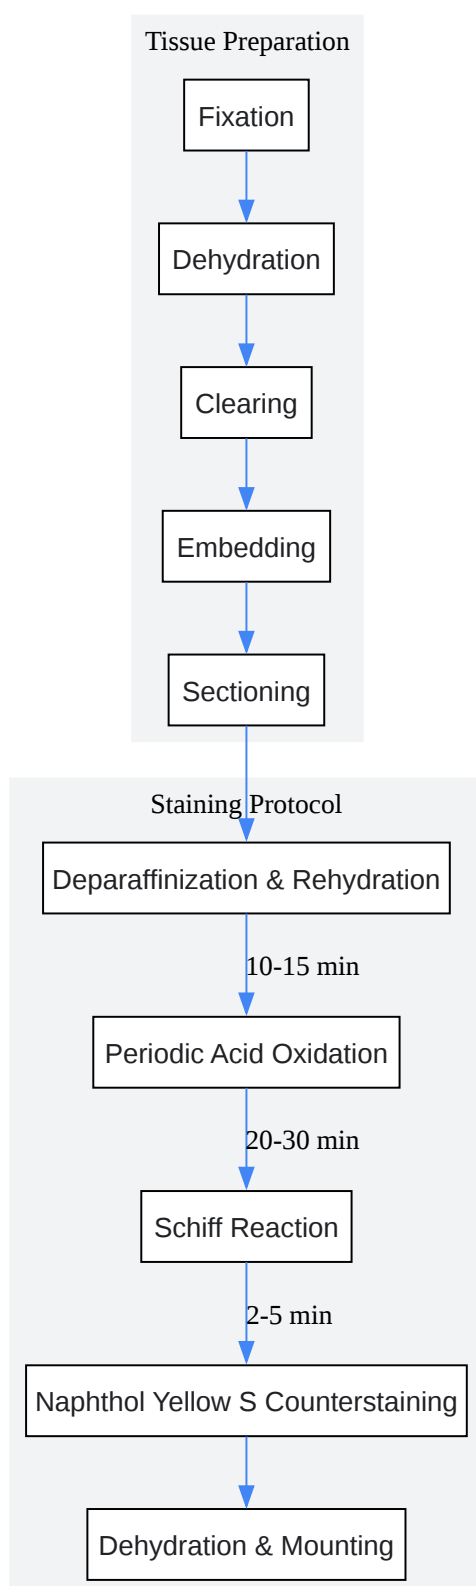 Tissue Preparation
Fixation
Dehydration
Clearing
Embedding
Sectioning
Staining Protocol
Deparaffinization & Rehydration
10-15 min
Periodic Acid Oxidation
20-30 min
Schiff Reaction
2-5 min
Naphthol Yellow S Counterstaining
Dehydration & Mounting